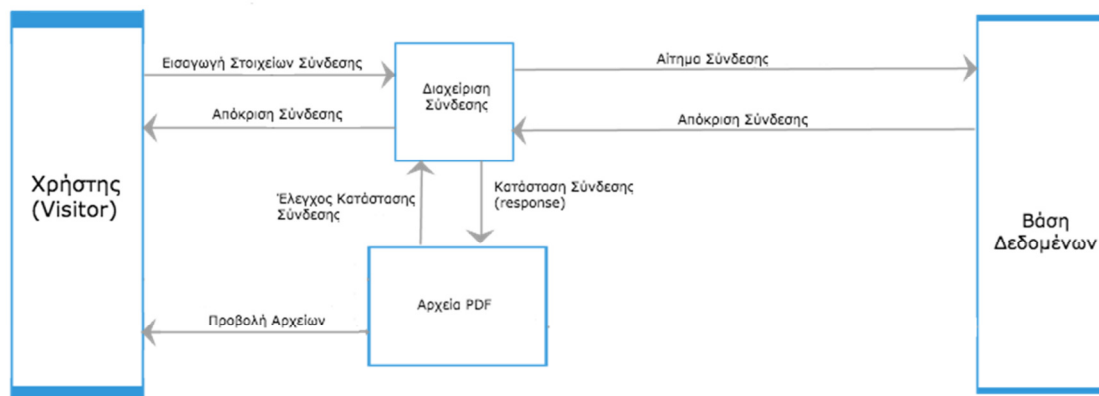 Εισαγωγή Στοιχείων Σύνδεσης
Αίτημα Σύνδεσης
Διαχείριση
Σύνδεσης
Απόκριση Σύνδεσης
Απόκριση Σύνδεσης
Χρήστης
(Visitor)
Έλεγχος Κατάστασης
Σύνδεσης
Κατάσταση Σύνδεσης
(response)
Βάση
Δεδομένων
Αρχεία PDF
Προβολή Αρχείων